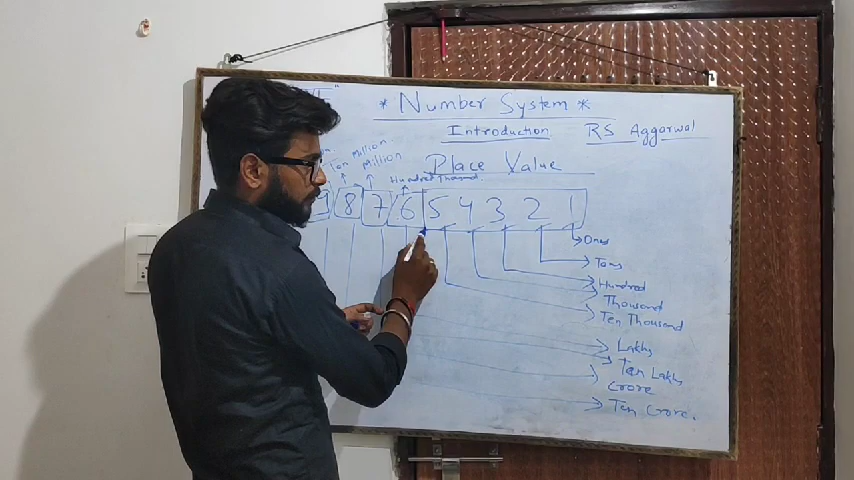 * Number System *
Introduction RS Aggarwal
Place Value
Ten Million
Million
Hundred Thousand.
9 8 7 6 5 4 3 2 1
Ones
Tens
Hundred
Thousand
Ten Thousand
Lakhs
Ten Lakhs
Crore
Ten Crore.